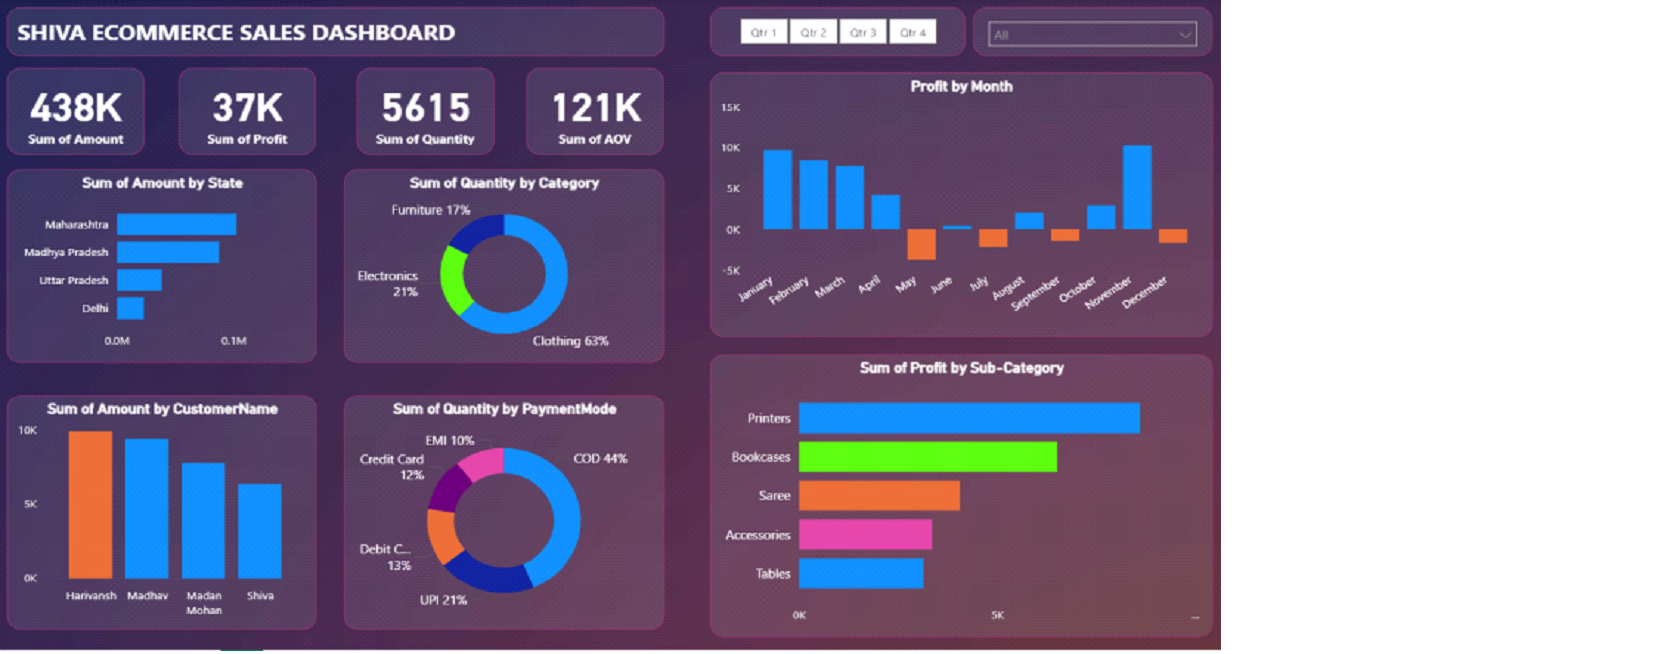 SHIVA ECOMMERCE SALES DASHBOARD
Qtr 1 Qtr 2 Qtr 3 Qtr 4
All
438K
Sum of Amount
37K
Sum of Profit
5615
Sum of Quantity
121K
Sum of AOV
Sum of Amount by State
Maharashtra
Madhya Pradesh
Uttar Pradesh
Delhi
0.0M 0.1M
Sum of Quantity by Category
Furniture 17%
Electronics
21%
Clothing 63%
Profit by Month
15K
10K
5K
0K
-5K
January February March April May June July August September October November December
Sum of Amount by CustomerName
10K
5K
0K
Harivansh Madhav Madan
Mohan
Shiva
Sum of Quantity by PaymentMode
EMI 10%
Credit Card
12%
COD 44%
Debit C...
13%
UPI 21%
Sum of Profit by Sub-Category
Printers
Bookcases
Saree
Accessories
Tables
0K 5K ...